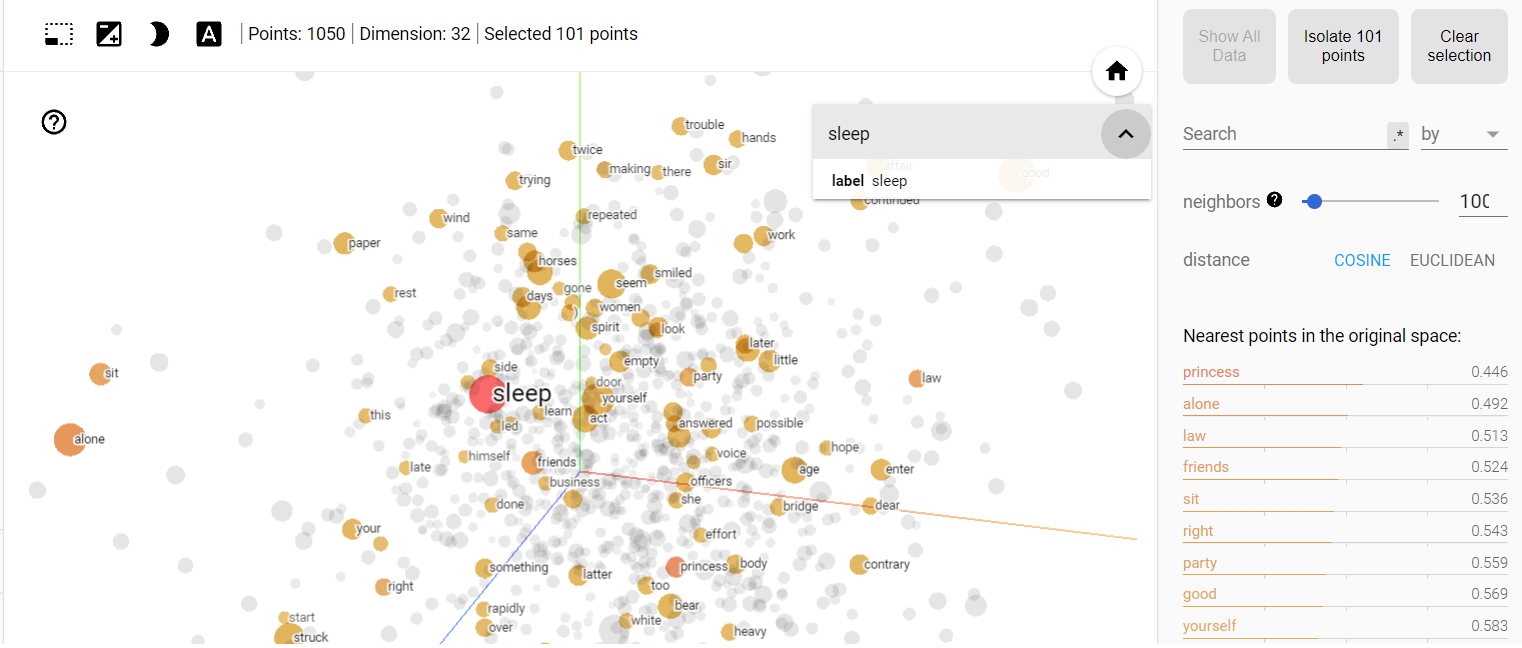 Points: 1050 | Dimension: 32 | Selected 101 points
Show All Data
Isolate 101 points
Clear selection
sleep
label sleep
affair
good
continued
Search
.*
by
neighbors
100
distance
COSINE
EUCLIDEAN
Nearest points in the original space:
princess 0.446
alone 0.492
law 0.513
friends 0.524
sit 0.536
right 0.543
party 0.559
good 0.569
yourself 0.583
trouble
hands
twice
making
there
sir
trying
wind
repeated
same
work
paper
horses
smiled
gone
seem
rest
days
women
)
spirit
look
later
side
empty
little
sit
door
party
law
sleep
yourself
this
learn
act
led
answered
possible
alone
himself
friends
voice
hope
late
age
enter
business
officers
done
she
bridge
dear
your
effort
something
latter
princess
body
contrary
right
too
rapidly
bear
start
over
white
heavy
struck